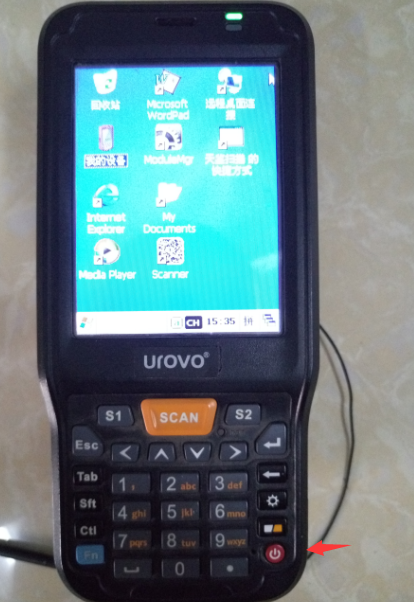 回收站
Microsoft
WordPad
远程桌面连
接
我的设备
ModuleMgr
的
快捷方式
Internet
Explorer
My
Documents
Media Player
Scanner
CH 15:35
UROVO®
S1
SCAN
S2
Esc
Tab
1 ,
2 abc
3 def
Sft
4 ghi
5 jkl
6 mno
Ctl
7 pqrs
8 tuv
9 wxyz
Fn
0
.